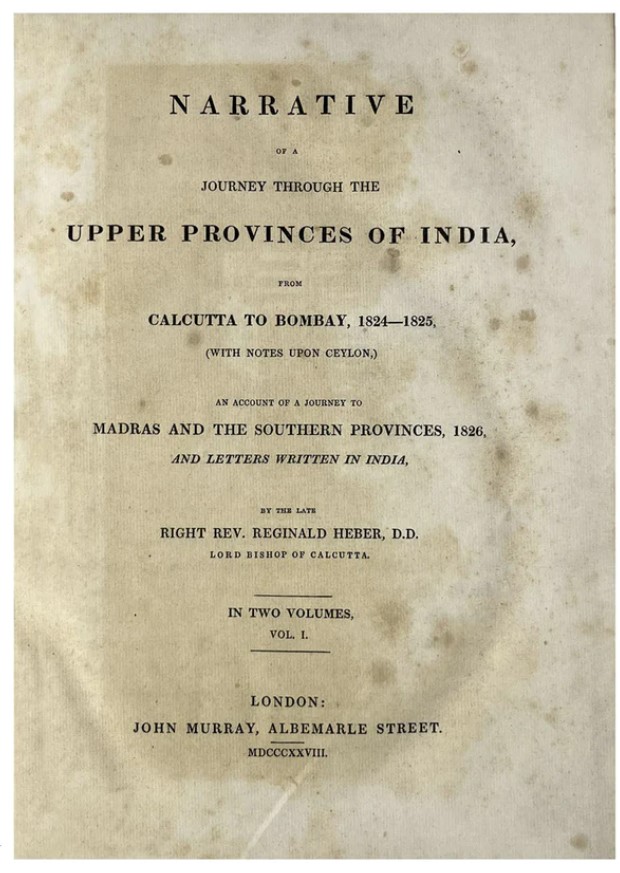 NARRATIVE
OF A
JOURNEY THROUGH THE
UPPER PROVINCES OF INDIA,
FROM
CALCUTTA TO BOMBAY, 1824—1825,
(WITH NOTES UPON CEYLON,)
AN ACCOUNT OF A JOURNEY TO
MADRAS AND THE SOUTHERN PROVINCES, 1826,
AND LETTERS WRITTEN IN INDIA,
BY THE LATE
RIGHT REV. REGINALD HEBER, D.D.
LORD BISHOP OF CALCUTTA.
IN TWO VOLUMES,
VOL. I.
LONDON:
JOHN MURRAY, ALBEMARLE STREET.
MDCCCXXVIII.